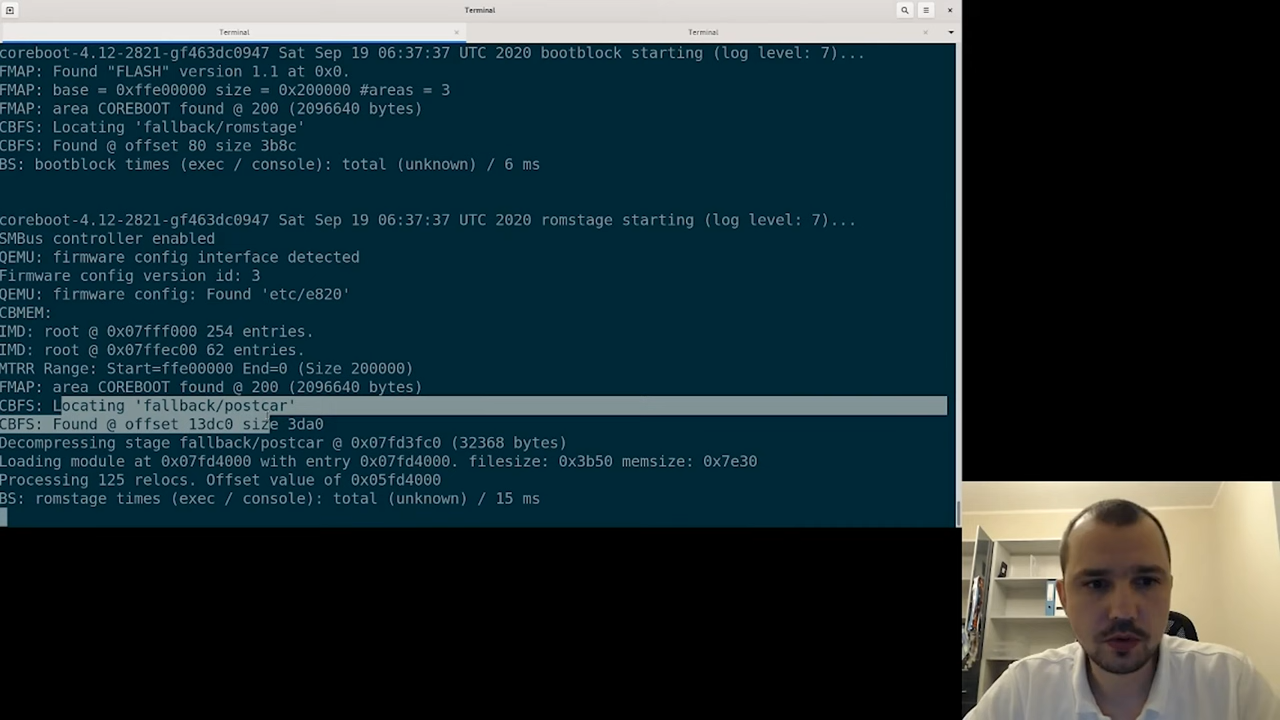 Terminal
Terminal
Terminal
coreboot-4.12-2821-gf463dc0947 Sat Sep 19 06:37:37 UTC 2020 bootblock starting (log level: 7)...
FMAP: Found "FLASH" version 1.1 at 0x0.
FMAP: base = 0xffe00000 size = 0x200000 #areas = 3
FMAP: area COREBOOT found @ 200 (2096640 bytes)
CBFS: Locating 'fallback/romstage'
CBFS: Found @ offset 80 size 3b8c
BS: bootblock times (exec / console): total (unknown) / 6 ms
coreboot-4.12-2821-gf463dc0947 Sat Sep 19 06:37:37 UTC 2020 romstage starting (log level: 7)...
SMBus controller enabled
QEMU: firmware config interface detected
Firmware config version id: 3
QEMU: firmware config: Found 'etc/e820'
CBMEM:
IMD: root @ 0x07fff000 254 entries.
IMD: root @ 0x07ffec00 62 entries.
MTRR Range: Start=ffe00000 End=0 (Size 200000)
FMAP: area COREBOOT found @ 200 (2096640 bytes)
CBFS: Locating 'fallback/postcar'
CBFS: Found @ offset 13dc0 size 3da0
Decompressing stage fallback/postcar @ 0x07fd3fc0 (32368 bytes)
Loading module at 0x07fd4000 with entry 0x07fd4000. filesize: 0x3b50 memsize: 0x7e30
Processing 125 relocs. Offset value of 0x05fd4000
BS: romstage times (exec / console): total (unknown) / 15 ms